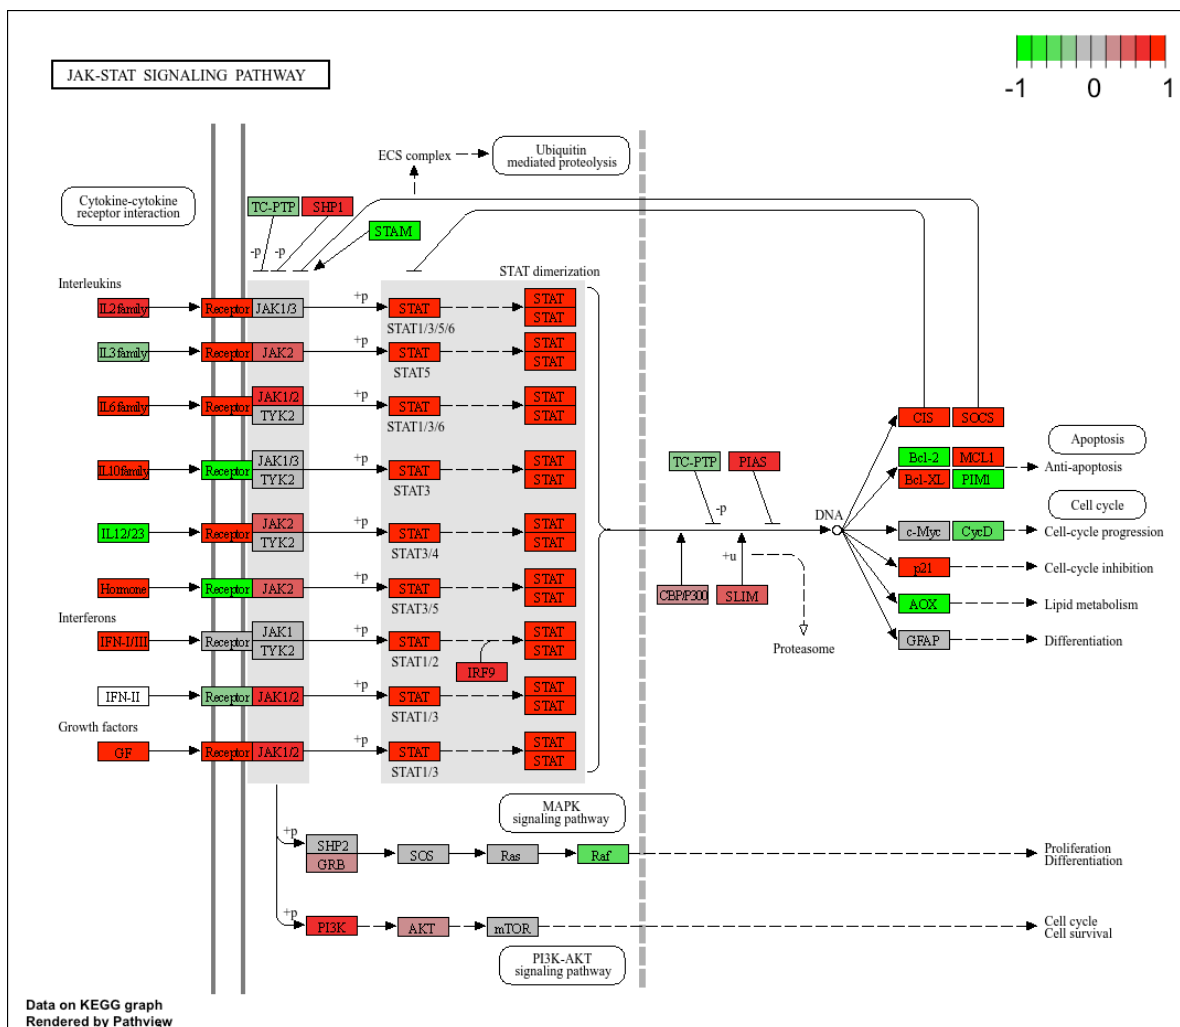 JAK-STAT SIGNALING PATHWAY
-1 0 1
Cytokine-cytokine
receptor interaction
ECS complex
Ubiquitin
mediated proteolysis
TC-PTP SHP1
STAM
-p -p
STAT dimerization
Interleukins
IL2family Receptor JAK1/3 +p STAT STAT
STAT
STAT1/3/5/6
IL3family Receptor JAK2 +p STAT STAT
STAT
STAT5
IL6family Receptor JAK1/2 +p STAT STAT
TYK2 STAT
STAT1/3/6
IL10family Receptor JAK1/3 +p STAT STAT
TYK2 STAT
STAT3
IL12/23 Receptor JAK2 +p STAT STAT
TYK2 STAT
STAT3/4
Hormone Receptor JAK2 +p STAT STAT
STAT
STAT3/5
Interferons
IFN-I/III Receptor JAK1 +p STAT STAT
TYK2 STAT
STAT1/2
IRF9
IFN-II Receptor JAK1/2 +p STAT STAT
STAT
STAT1/3
Growth factors
GF Receptor JAK1/2 +p STAT STAT
STAT
STAT1/3
TC-PTP PIAS
-p
+u
CBP/P300 SLIM
Proteasome
DNA
CIS SOCS
Bcl-2 MCL1
Bcl-XL PIM1
Apoptosis
Anti-apoptosis
Cell cycle
c-Myc CycD Cell-cycle progression
p21 Cell-cycle inhibition
AOX Lipid metabolism
GFAP Differentiation
MAPK
signaling pathway
+p
SHP2 SOS Ras Raf
GRB
Proliferation
Differentiation
+p
PI3K AKT mTOR
Cell cycle
Cell survival
PI3K-AKT
signaling pathway
Data on KEGG graph
Rendered by Pathview